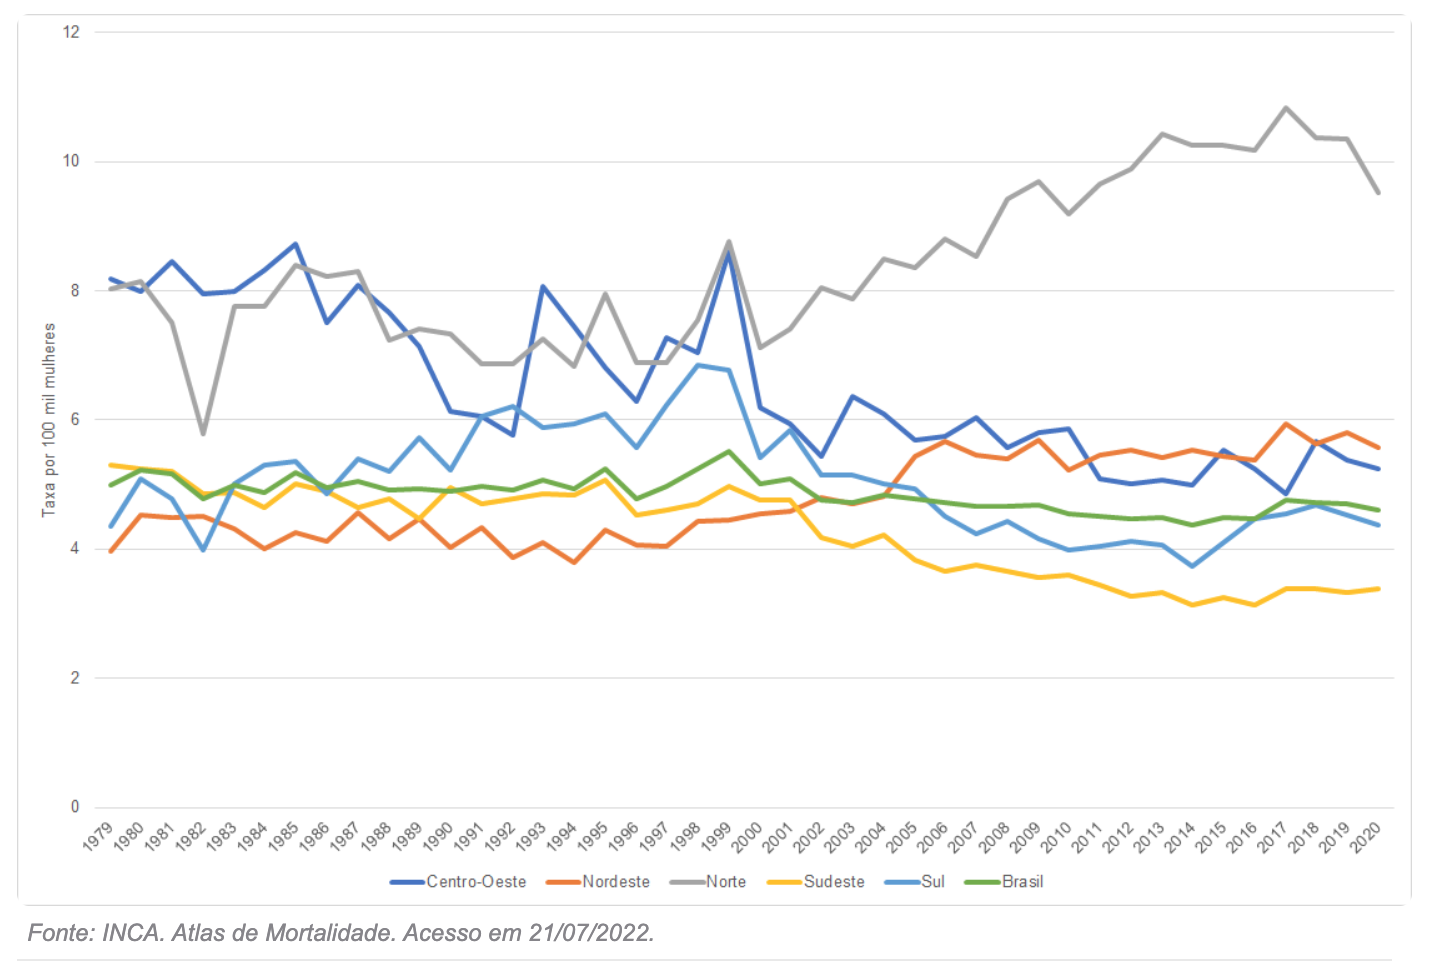 12
10
8
6
4
2
0
Taxa por 100 mil mulheres
1979 1980 1981 1982 1983 1984 1985 1986 1987 1988 1989 1990 1991 1992 1993 1994 1995 1996 1997 1998 1999 2000 2001 2002 2003 2004 2005 2006 2007 2008 2009 2010 2011 2012 2013 2014 2015 2016 2017 2018 2019 2020
Centro-Oeste Nordeste Norte Sudeste Sul Brasil
Fonte: INCA. Atlas de Mortalidade. Acesso em 21/07/2022.